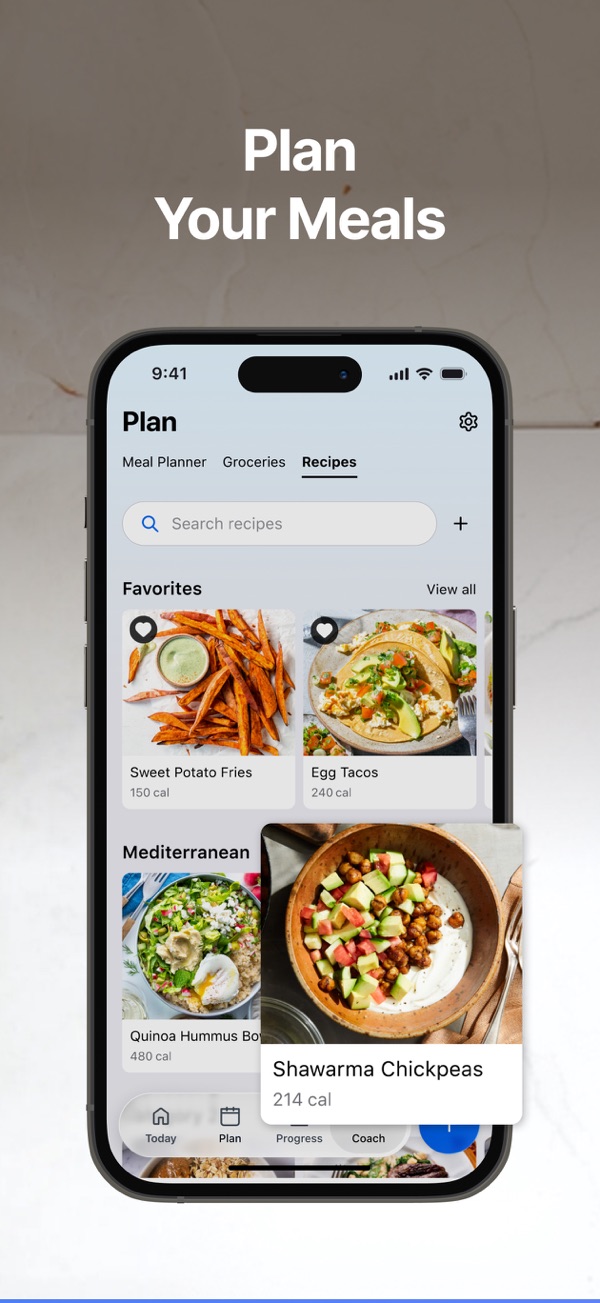 Plan
Your Meals
9:41
Plan
Meal Planner Groceries Recipes
Search recipes
Favorites View all
Sweet Potato Fries
150 cal
Egg Tacos
240 cal
Mediterranean
Quinoa Hummus
480 cal
Shawarma Chickpeas
214 cal
Today Plan Progress Coach